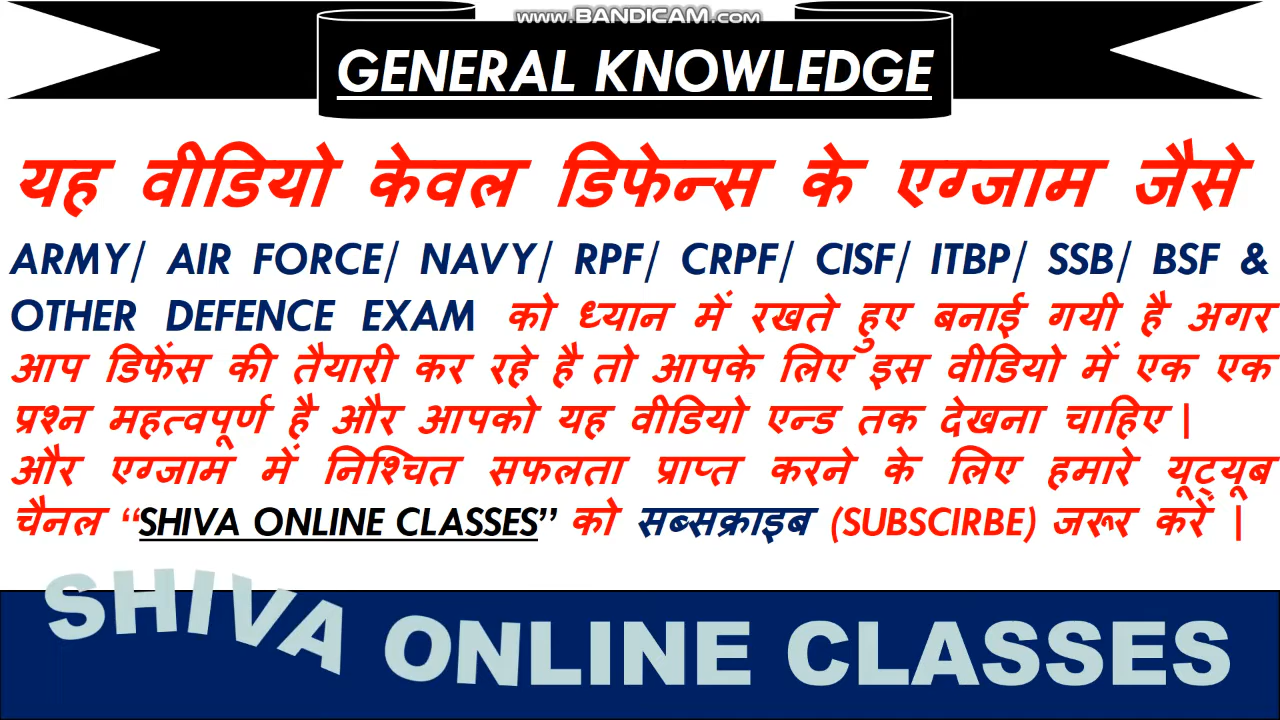 www.BANDICAM.com
GENERAL KNOWLEDGE
यह वीडियो केवल डिफेन्स के एग्जाम जैसे
ARMY/ AIR FORCE/ NAVY/ RPF/ CRPF/ CISF/ ITBP/ SSB/ BSF &
OTHER DEFENCE EXAM को ध्यान में रखते हुए बनाई गयी है अगर
आप डिफेंस की तैयारी कर रहे है तो आपके लिए इस वीडियो में एक एक
प्रश्न महत्वपूर्ण है और आपको यह वीडियो एन्ड तक देखना चाहिए |
और एग्जाम में निश्चित सफलता प्राप्त करने के लिए हमारे यूट्यूब
चैनल “SHIVA ONLINE CLASSES” को सब्सक्राइब (SUBSCIRBE) जरूर करें |
SHIVA ONLINE CLASSES